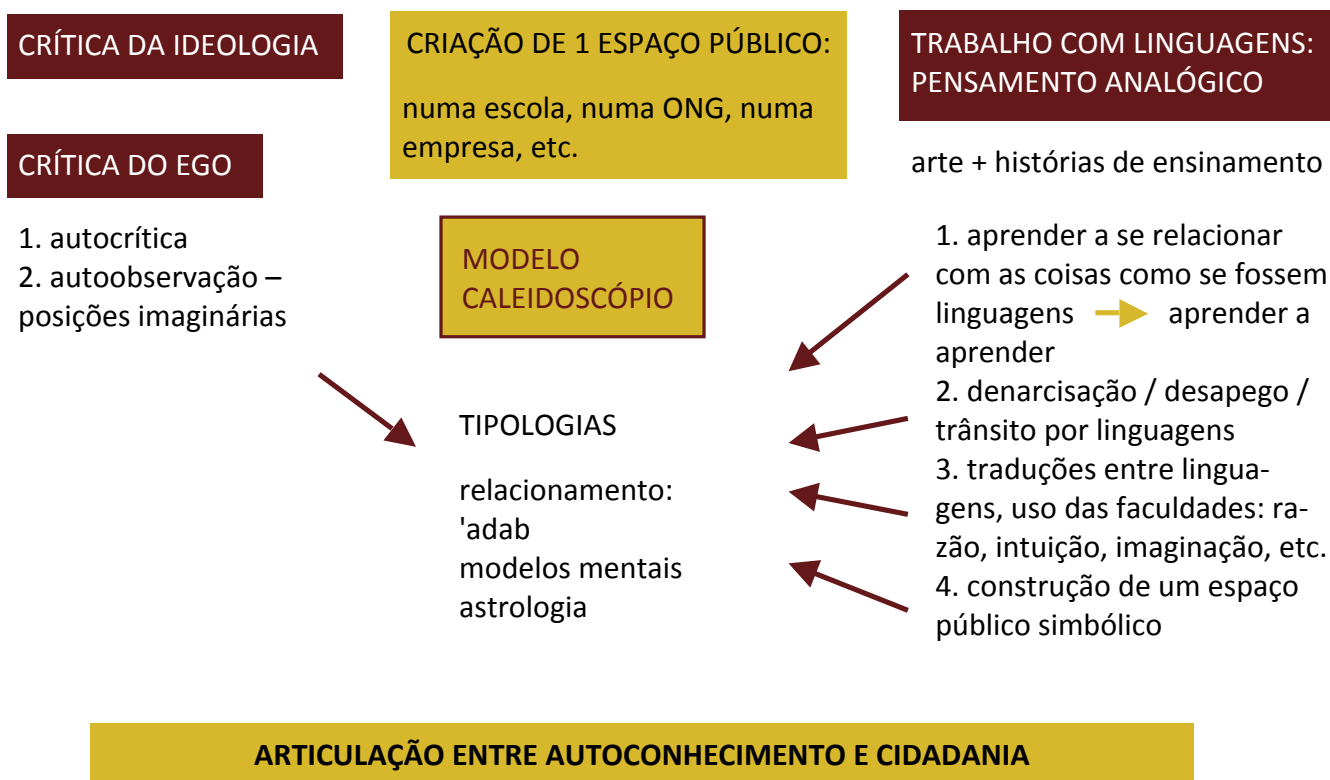 CRÍTICA DA IDEOLOGIA
CRÍTICA DO EGO
1. autocrítica
2. autoobservação –
posições imaginárias
CRIAÇÃO DE 1 ESPAÇO PÚBLICO:
numa escola, numa ONG, numa
empresa, etc.
MODELO
CALEIDOSCÓPIO
TIPOLOGIAS
relacionamento:
'adab
modelos mentais
astrologia
TRABALHO COM LINGUAGENS:
PENSAMENTO ANALÓGICO
arte + histórias de ensinamento
1. aprender a se relacionar
com as coisas como se fossem
linguagens aprender a
aprender
2. denarcisação / desapego /
trânsito por linguagens
3. traduções entre lingua-
gens, uso das faculdades: ra-
zão, intuição, imaginação, etc.
4. construção de um espaço
público simbólico
ARTICULAÇÃO ENTRE AUTOCONHECIMENTO E CIDADANIA